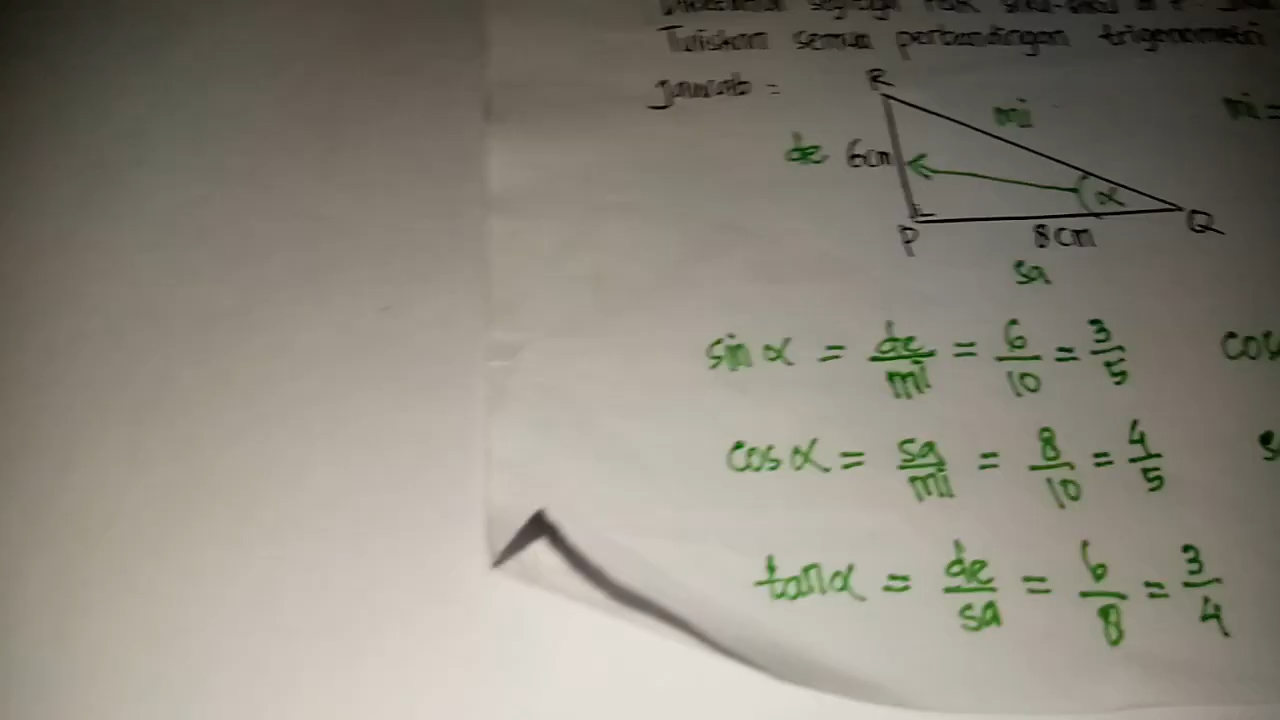 Tuliskan semua perbandingan trigonometri
Jawab =
R
mi
mi =
de 6cm
α
P
Q
8cm
sa
sin α = de/mi = 6/10 = 3/5
cos α = sa/mi = 8/10 = 4/5
tan α = de/sa = 6/8 = 3/4